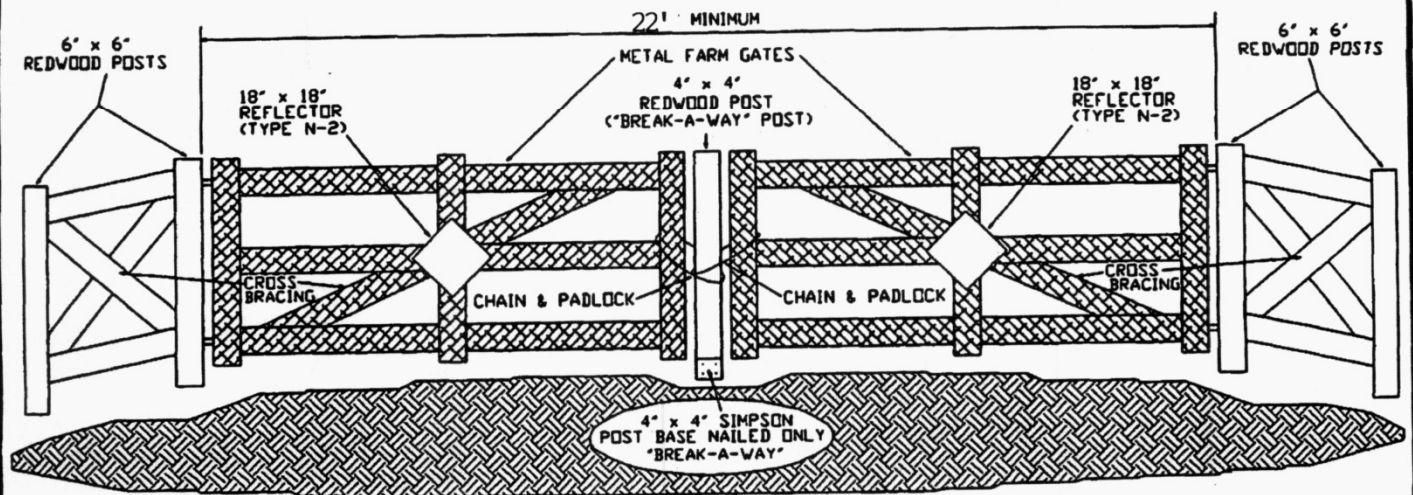 22' MINIMUM
6" x 6"
REDWOOD POSTS
METAL FARM GATES
6" x 6"
REDWOOD POSTS
18" x 18"
REFLECTOR
(TYPE N-2)
4" x 4"
REDWOOD POST
("BREAK-A-WAY" POST)
18" x 18"
REFLECTOR
(TYPE N-2)
CROSS
BRACING
CHAIN & PADLOCK
CHAIN & PADLOCK
CROSS
BRACING
4" x 4" SIMPSON
POST BASE NAILED ONLY
"BREAK-A-WAY"